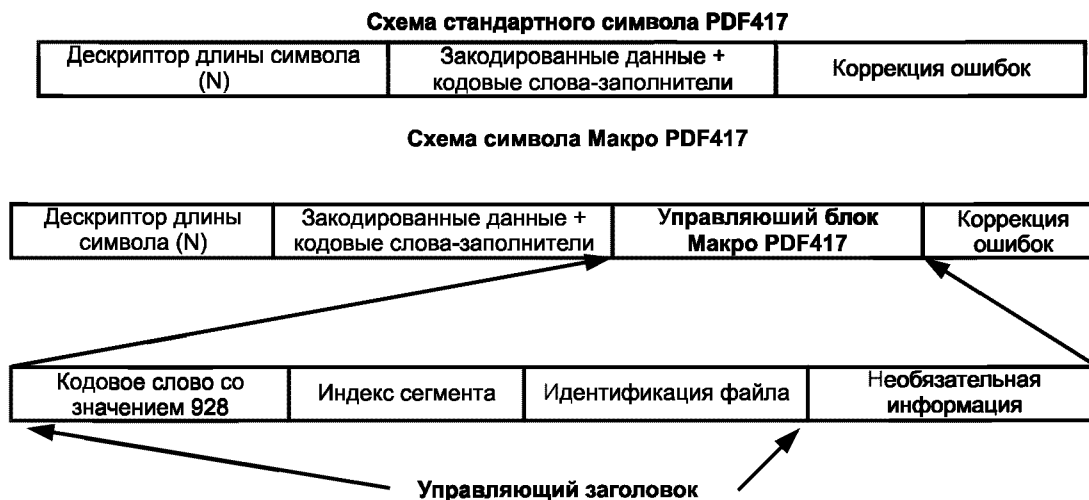 Схема стандартного символа PDF417
Дескриптор длины символа
(N)
Закодированные данные +
кодовые слова-заполнители
Коррекция ошибок
Схема символа Макро PDF417
Дескриптор длины
символа (N)
Закодированные данные +
кодовые слова-заполнители
Управляюший блок
Макро PDF417
Коррекция
ошибок
Кодовое слово со
значением 928
Индекс сегмента
Идентификация файла
Необязательная
информация
Управляющий заголовок